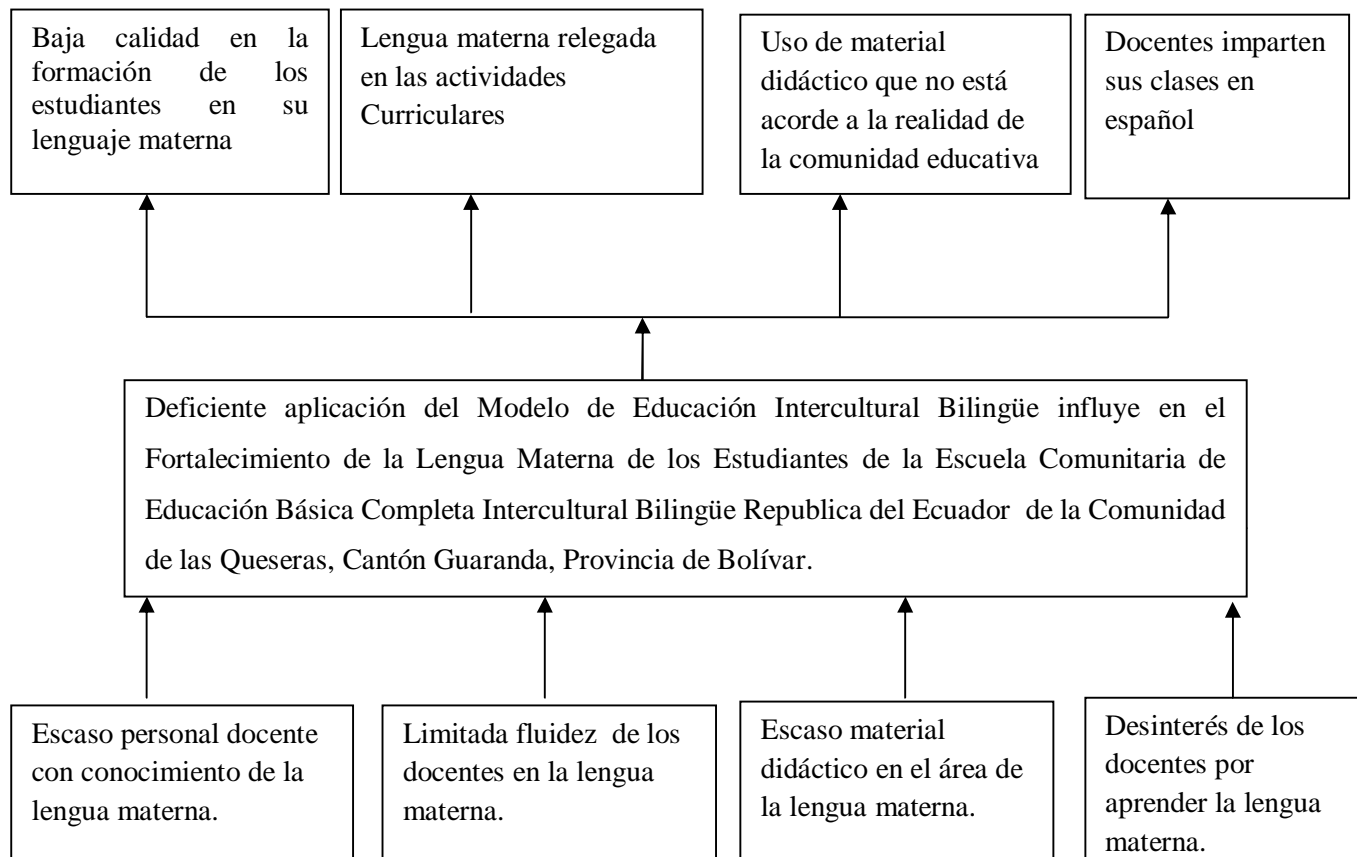 Baja calidad en la
formación de los
estudiantes en su
lenguaje materna
Lengua materna relegada
en las actividades
Curriculares
Uso de material
didáctico que no está
acorde a la realidad de
la comunidad educativa
Docentes imparten
sus clases en
español
Deficiente aplicación del Modelo de Educación Intercultural Bilingüe influye en el
Fortalecimiento de la Lengua Materna de los Estudiantes de la Escuela Comunitaria de
Educación Básica Completa Intercultural Bilingüe Republica del Ecuador de la Comunidad
de las Queseras, Cantón Guaranda, Provincia de Bolívar.
Escaso personal docente
con conocimiento de la
lengua materna.
Limitada fluidez de los
docentes en la lengua
materna.
Escaso material
didáctico en el área de
la lengua materna.
Desinterés de los
docentes por
aprender la lengua
materna.